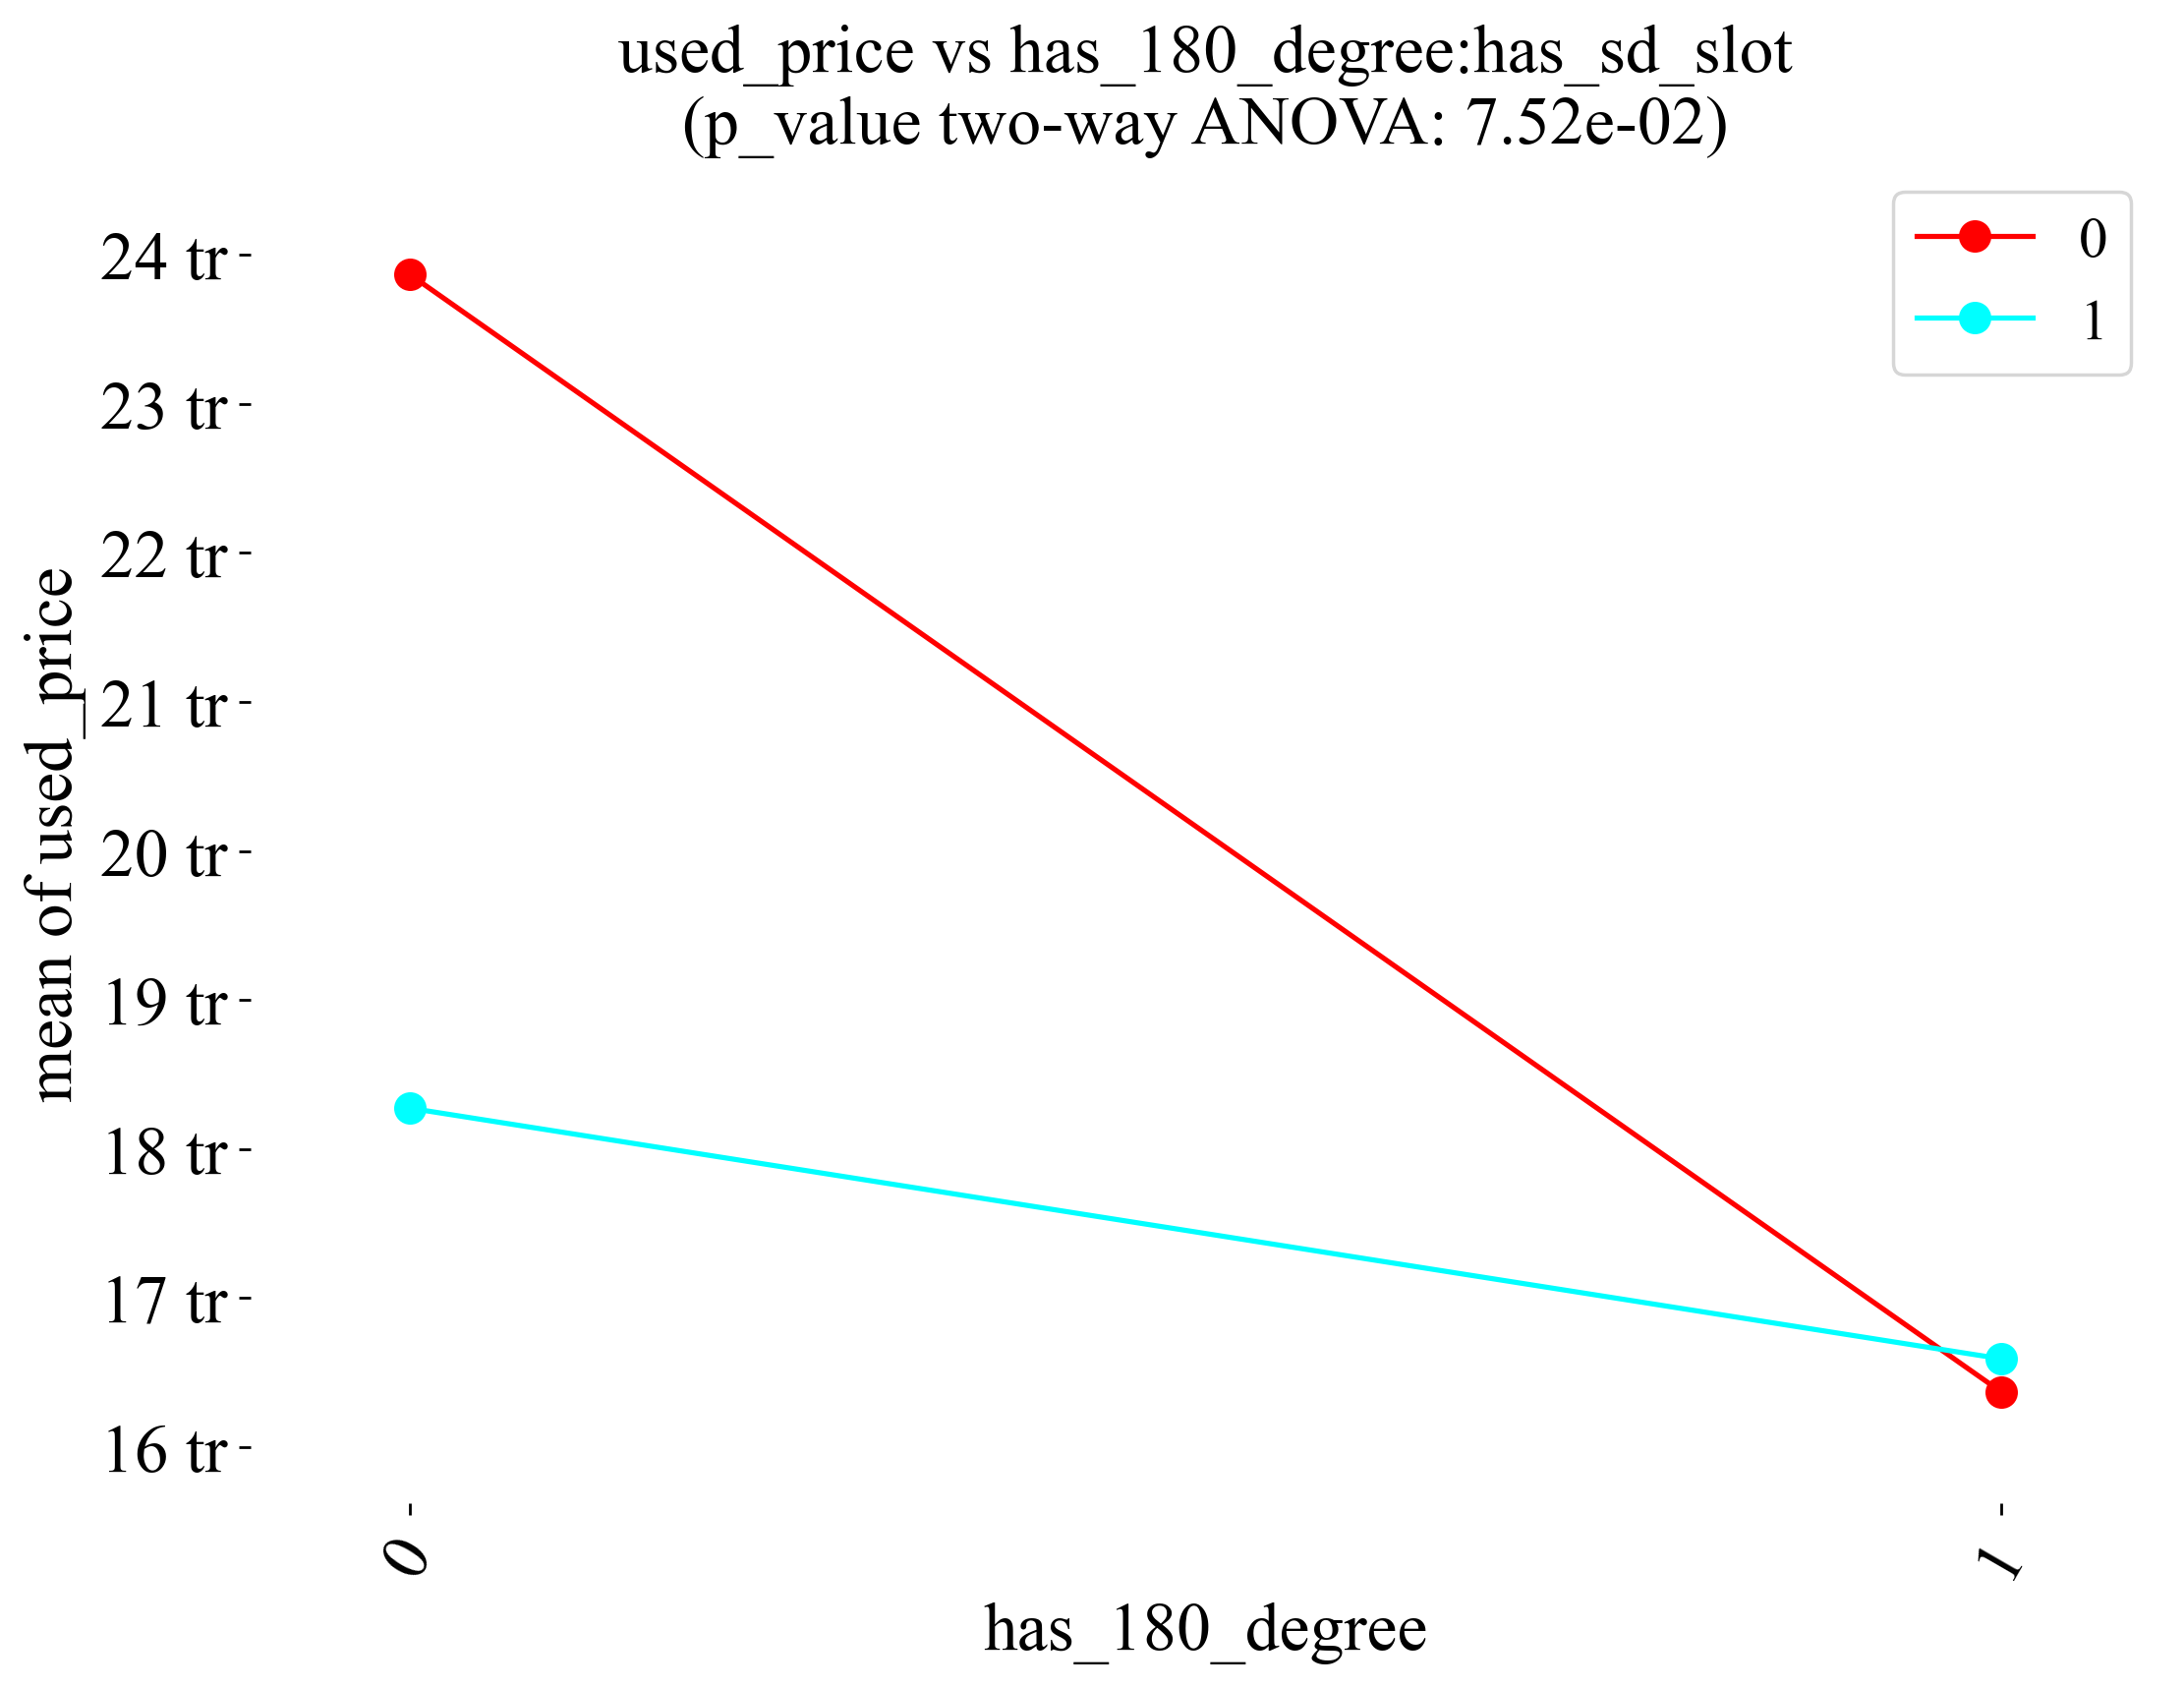 used_price vs has_180_degree:has_sd_slot
(p_value two-way ANOVA: 7.52e-02)
0
1
mean of used_price
24 tr
23 tr
22 tr
21 tr
20 tr
19 tr
18 tr
17 tr
16 tr
0
1
has_180_degree